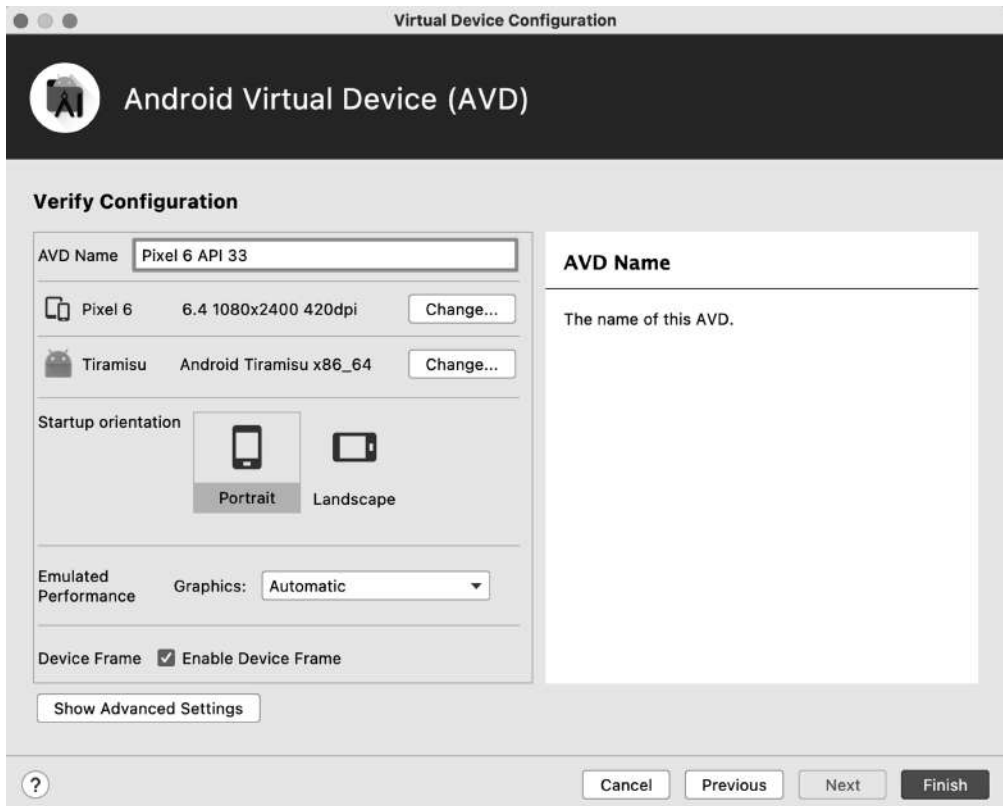 Virtual Device Configuration
Android Virtual Device (AVD)
Verify Configuration
AVD Name Pixel 6 API 33
Pixel 6 6.4 1080x2400 420dpi Change...
Tiramisu Android Tiramisu x86_64 Change...
Startup orientation
Portrait
Landscape
Emulated
Performance
Graphics: Automatic
Device Frame Enable Device Frame
Show Advanced Settings
AVD Name
The name of this AVD.
? Cancel Previous Next Finish